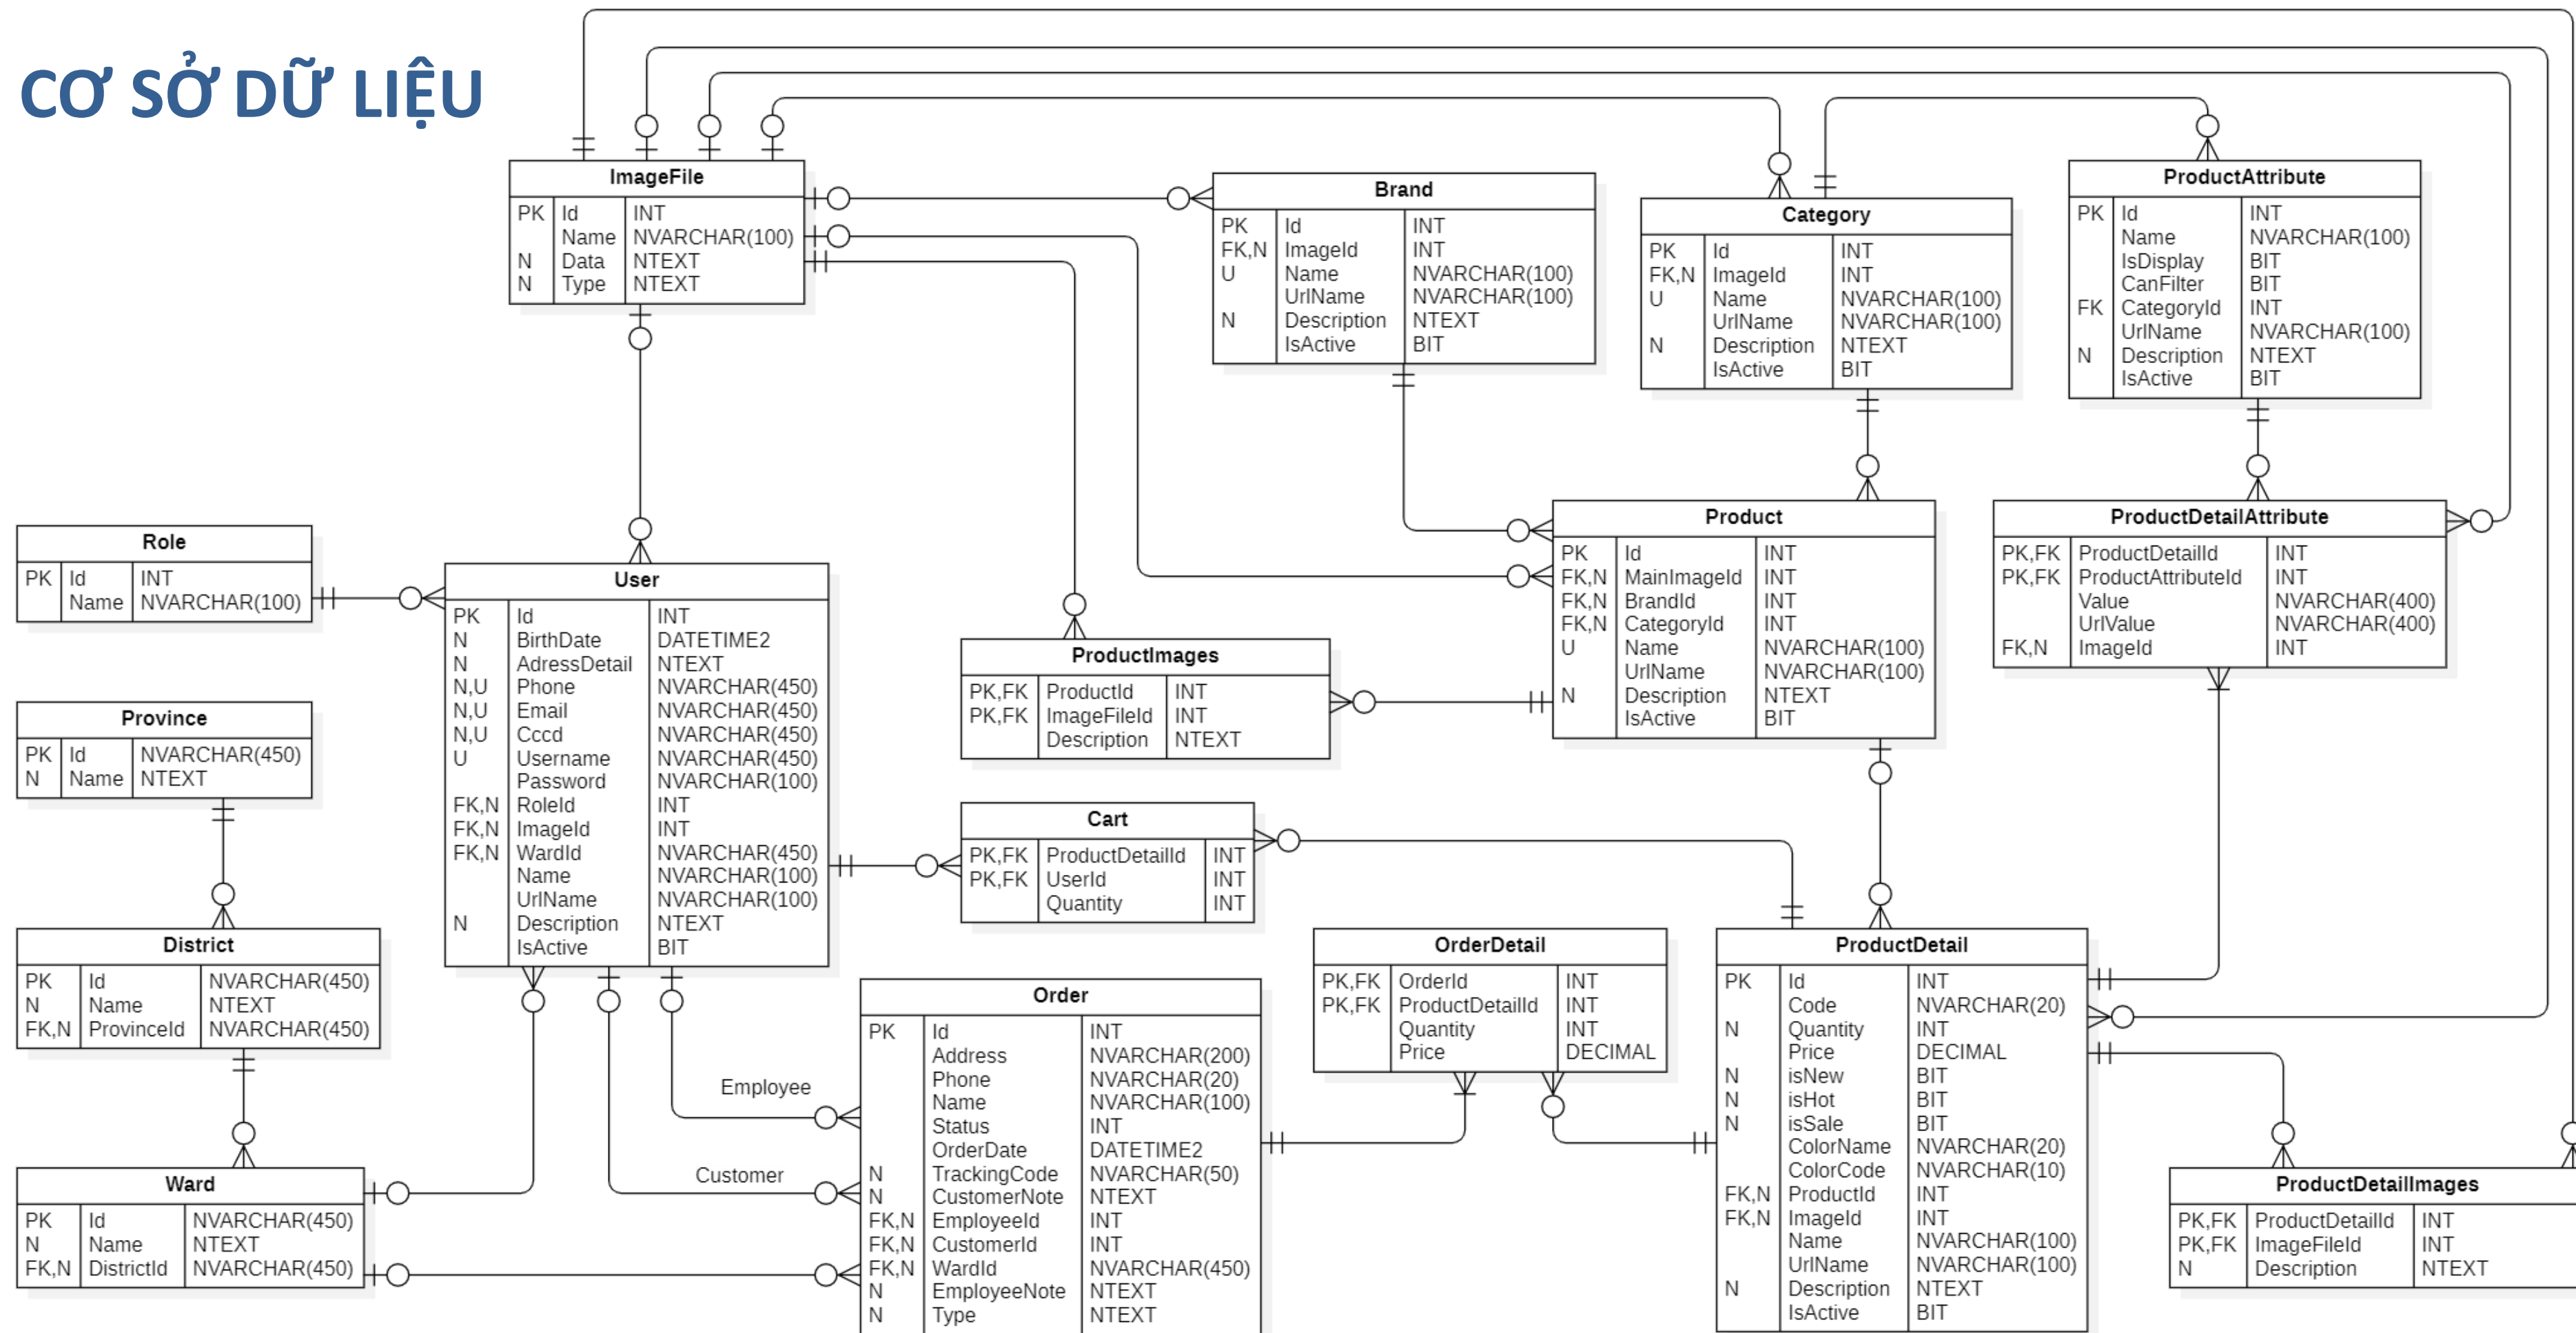 CƠ SỞ DỮ LIỆU
ImageFile
PK Id INT
Name NVARCHAR(100)
N Data NTEXT
N Type NTEXT
Brand
PK Id INT
FK,N ImageId INT
U Name NVARCHAR(100)
UrlName NVARCHAR(100)
N Description NTEXT
IsActive BIT
Category
PK Id INT
FK,N ImageId INT
U Name NVARCHAR(100)
UrlName NVARCHAR(100)
N Description NTEXT
IsActive BIT
ProductAttribute
PK Id INT
Name NVARCHAR(100)
IsDisplay BIT
CanFilter BIT
FK CategoryId INT
UrlName NVARCHAR(100)
N Description NTEXT
IsActive BIT
Role
PK Id INT
Name NVARCHAR(100)
User
PK Id INT
N BirthDate DATETIME2
N AdressDetail NTEXT
N,U Phone NVARCHAR(450)
N,U Email NVARCHAR(450)
N,U Cccd NVARCHAR(450)
U Username NVARCHAR(450)
Password NVARCHAR(100)
FK,N RoleId INT
FK,N ImageId INT
FK,N WardId NVARCHAR(450)
Name NVARCHAR(100)
UrlName NVARCHAR(100)
N Description NTEXT
IsActive BIT
Product
PK Id INT
FK,N MainImageId INT
FK,N BrandId INT
FK,N CategoryId INT
U Name NVARCHAR(100)
UrlName NVARCHAR(100)
N Description NTEXT
IsActive BIT
ProductDetailAttribute
PK,FK ProductDetailId INT
PK,FK ProductAttributeId INT
Value NVARCHAR(400)
UrlValue NVARCHAR(400)
FK,N ImageId INT
ProductImages
PK,FK ProductId INT
PK,FK ImageFileId INT
Description NTEXT
Province
PK Id NVARCHAR(450)
N Name NTEXT
Cart
PK,FK ProductDetailId INT
PK,FK UserId INT
Quantity INT
District
PK Id NVARCHAR(450)
N Name NTEXT
FK,N ProvinceId NVARCHAR(450)
OrderDetail
PK,FK OrderId INT
PK,FK ProductDetailId INT
Quantity INT
Price DECIMAL
ProductDetail
PK Id INT
Code NVARCHAR(20)
N Quantity INT
Price DECIMAL
N isNew BIT
N isHot BIT
N isSale BIT
ColorName NVARCHAR(20)
ColorCode NVARCHAR(10)
FK,N ProductId INT
FK,N ImageId INT
Name NVARCHAR(100)
UrlName NVARCHAR(100)
N Description NTEXT
IsActive BIT
Order
PK Id INT
Address NVARCHAR(200)
Phone NVARCHAR(20)
Name NVARCHAR(100)
Status INT
OrderDate DATETIME2
N TrackingCode NVARCHAR(50)
N CustomerNote NTEXT
FK,N EmployeeId INT
FK,N CustomerId INT
FK,N WardId NVARCHAR(450)
N EmployeeNote NTEXT
N Type NTEXT
Employee
Customer
Ward
PK Id NVARCHAR(450)
N Name NTEXT
FK,N DistrictId NVARCHAR(450)
ProductDetailImages
PK,FK ProductDetailId INT
PK,FK ImageFileId INT
N Description NTEXT